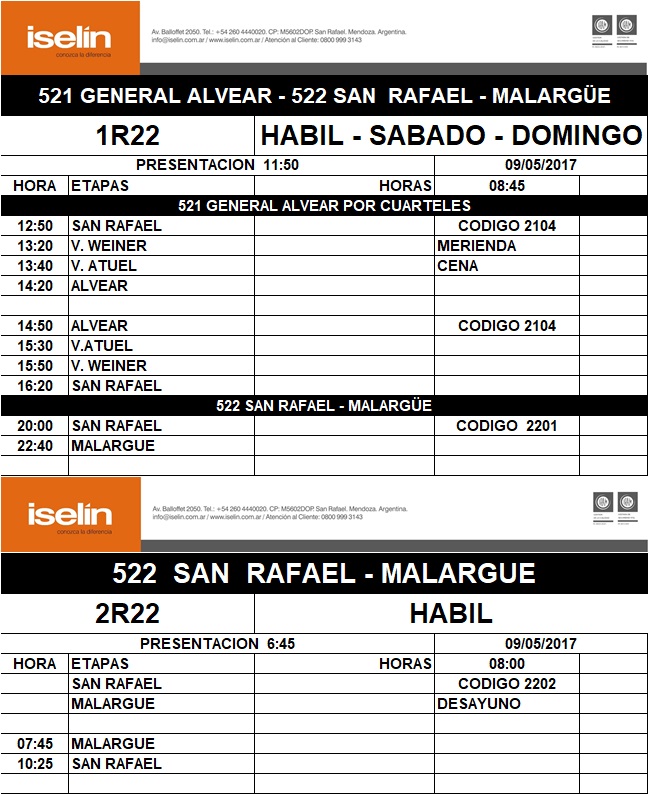 iselín
conozca la diferencia
Av. Balloffet 2050. Tel.: +54 260 4440020. CP: M5602DOP. San Rafael. Mendoza. Argentina.
info@iselin.com.ar / www.iselin.com.ar / Atención al Cliente: 0800 999 3143
521 GENERAL ALVEAR - 522 SAN RAFAEL - MALARGÜE
1R22 HABIL - SABADO - DOMINGO
PRESENTACION 11:50 09/05/2017
HORA ETAPAS HORAS 08:45
521 GENERAL ALVEAR POR CUARTELES
12:50 SAN RAFAEL CODIGO 2104
13:20 V. WEINER MERIENDA
13:40 V. ATUEL CENA
14:20 ALVEAR
14:50 ALVEAR CODIGO 2104
15:30 V.ATUEL
15:50 V. WEINER
16:20 SAN RAFAEL
522 SAN RAFAEL - MALARGÜE
20:00 SAN RAFAEL CODIGO 2201
22:40 MALARGUE
iselín
conozca la diferencia
Av. Balloffet 2050. Tel.: +54 260 4440020. CP: M5602DOP. San Rafael. Mendoza. Argentina.
info@iselin.com.ar / www.iselin.com.ar / Atención al Cliente: 0800 999 3143
522 SAN RAFAEL - MALARGUE
2R22 HABIL
PRESENTACION 6:45 09/05/2017
HORA ETAPAS HORAS 08:00
SAN RAFAEL CODIGO 2202
MALARGUE DESAYUNO
07:45 MALARGUE
10:25 SAN RAFAEL